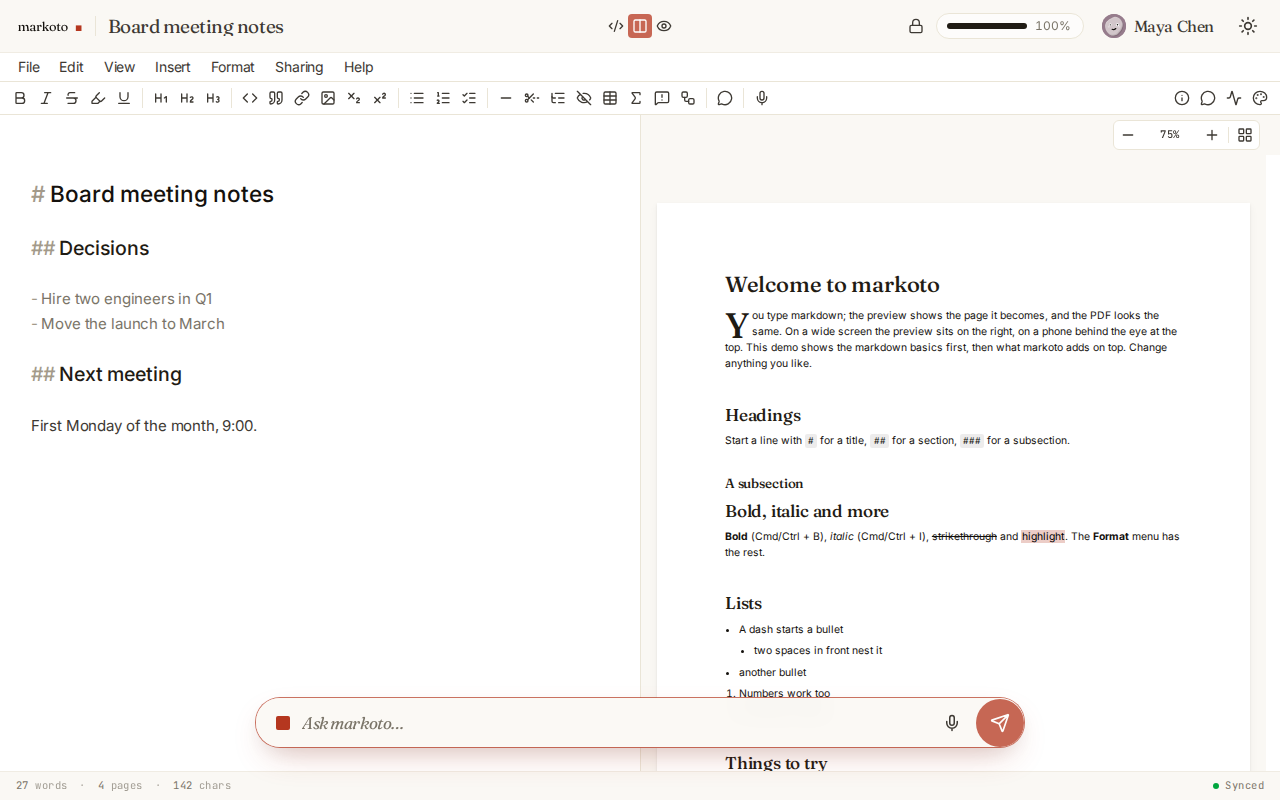 markoto
Board meeting notes
100%
Maya Chen
File Edit View Insert Format Sharing Help
H1 H2 H3
75%
# Board meeting notes
## Decisions
- Hire two engineers in Q1
- Move the launch to March
## Next meeting
First Monday of the month, 9:00.
Welcome to markoto
You type markdown; the preview shows the page it becomes, and the PDF looks the
same. On a wide screen the preview sits on the right, on a phone behind the eye at the
top. This demo shows the markdown basics first, then what markoto adds on top. Change
anything you like.
Headings
Start a line with # for a title, ## for a section, ### for a subsection.
A subsection
Bold, italic and more
Bold (Cmd/Ctrl + B), italic (Cmd/Ctrl + I), strikethrough and highlight. The Format menu has
the rest.
Lists
• A dash starts a bullet
• two spaces in front nest it
• another bullet
1. Numbers work too
Ask markoto...
Things to try
27 words · 4 pages · 142 chars
Synced